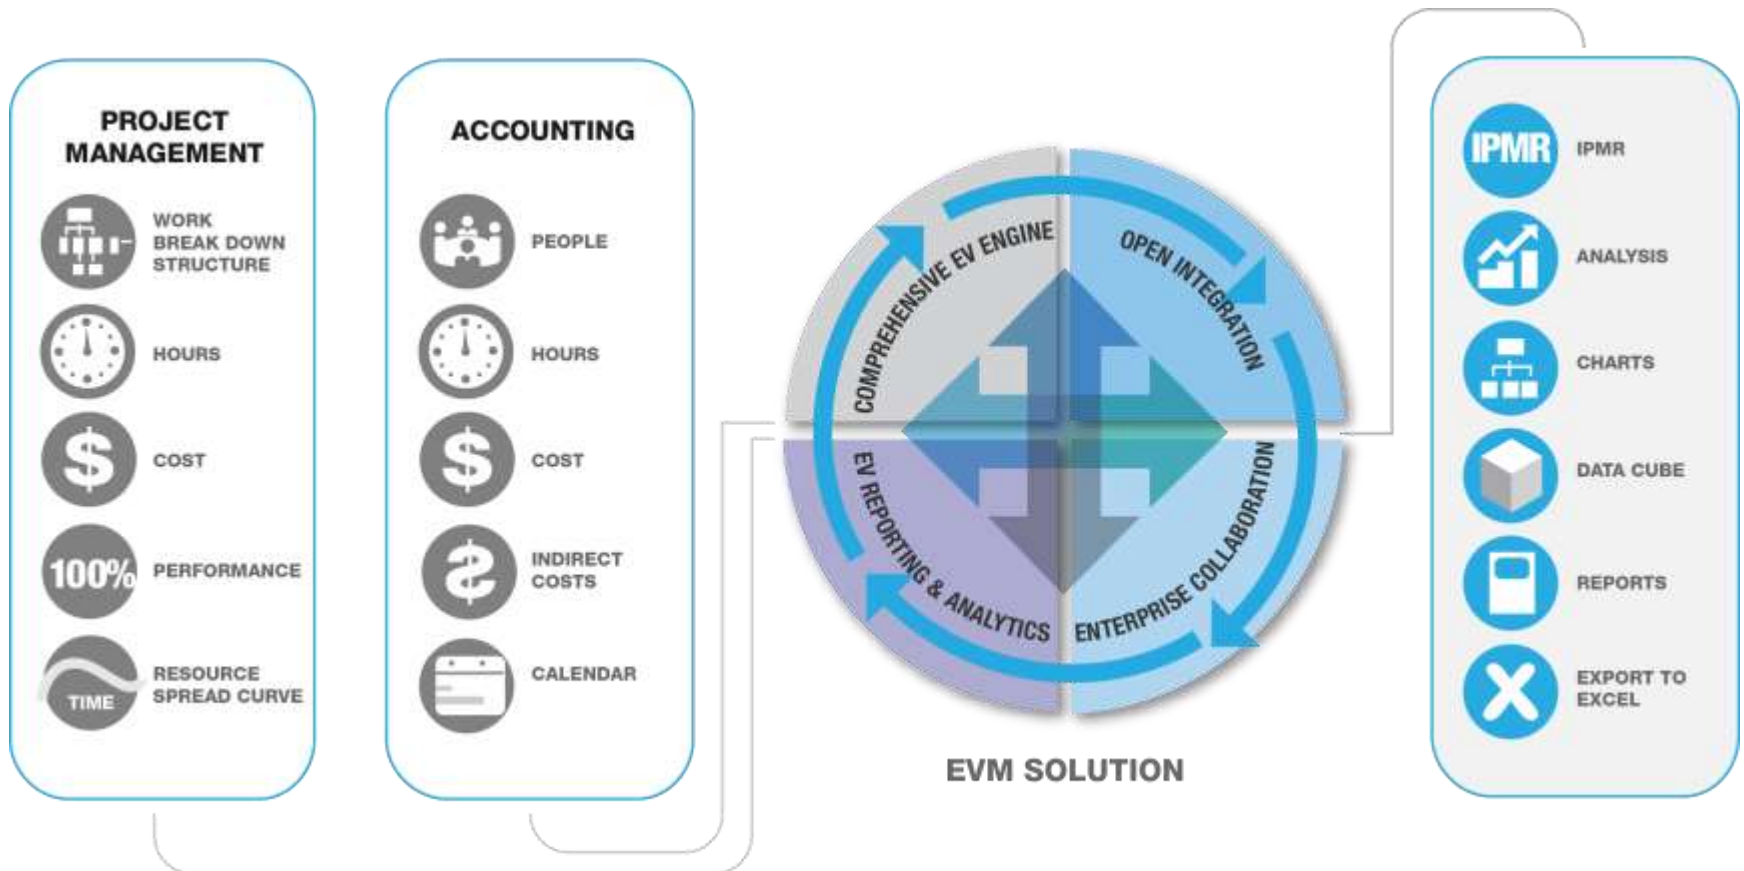 PROJECT
MANAGEMENT
WORK
BREAK DOWN
STRUCTURE
HOURS
$
COST
100%
PERFORMANCE
TIME
RESOURCE
SPREAD CURVE
ACCOUNTING
PEOPLE
HOURS
$
COST
INDIRECT
COSTS
CALENDAR
COMPREHENSIVE EV ENGINE
OPEN INTEGRATION
EV REPORTING & ANALYTICS
ENTERPRISE COLLABORATION
EVM SOLUTION
IPMR
IPMR
ANALYSIS
CHARTS
DATA CUBE
REPORTS
X
EXPORT TO
EXCEL